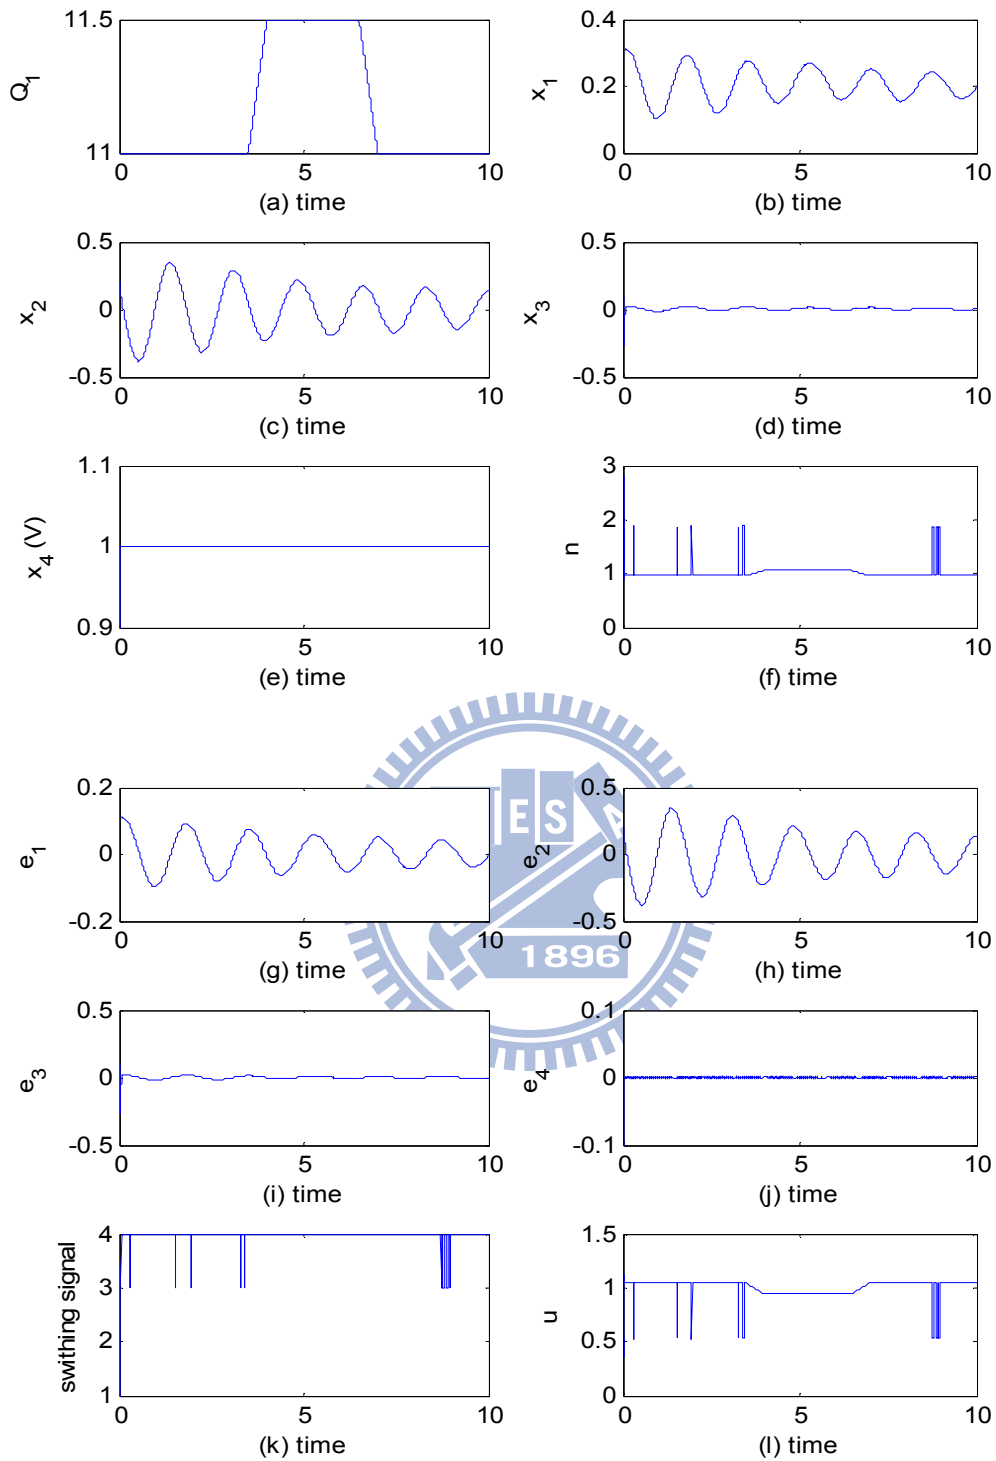 11.5
Q1
11
0 5 10
(a) time
0.4
x1
0.2
0
0 5 10
(b) time
0.5
x2
0
-0.5
0 5 10
(c) time
0.5
x3
0
-0.5
0 5 10
(d) time
1.1
x4 (V)
1
0.9
0 5 10
(e) time
3
2
n
1
0
0 5 10
(f) time
0.2
e1
0
-0.2
0 5 10
(g) time
0.5
e2
0
-0.5
0 5 10
(h) time
ES
A
1896
0.5
e3
0
-0.5
0 5 10
(i) time
0.1
e4
0
-0.1
0 5 10
(j) time
4
swithing signal
3
2
1
0 5 10
(k) time
1.5
1
u
0.5
0
0 5 10
(l) time